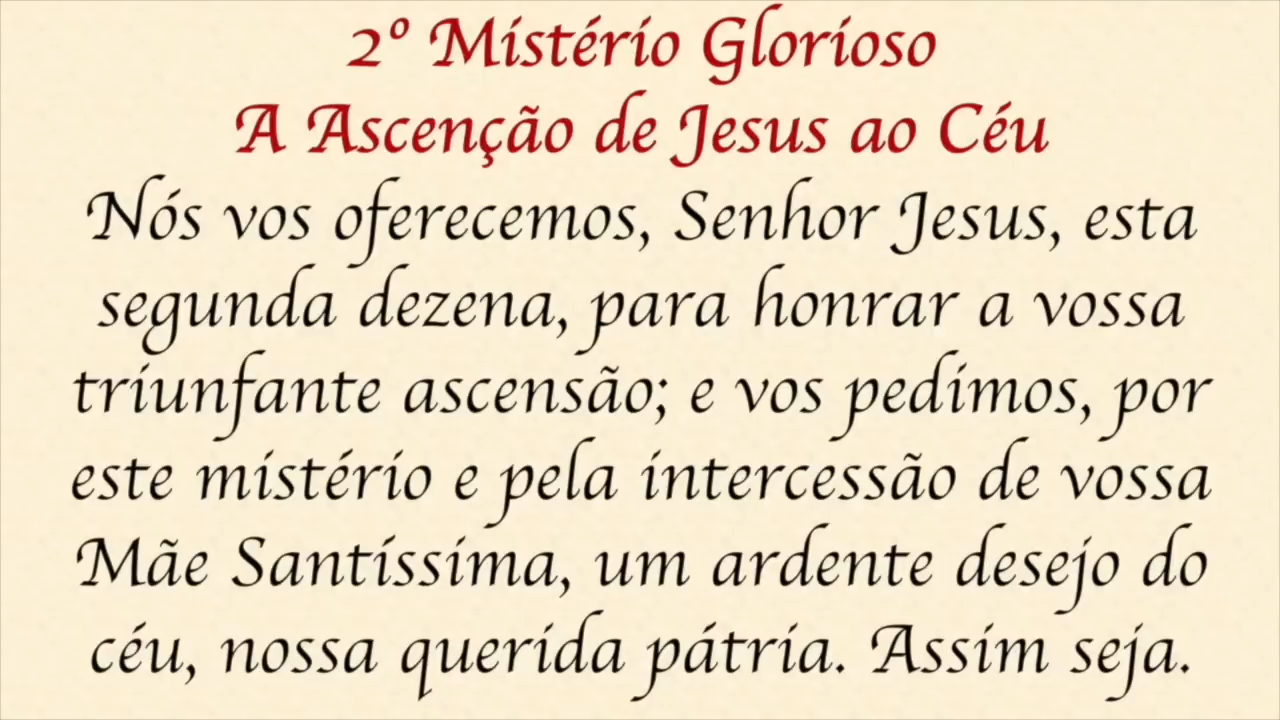 2º Mistério Glorioso
A Ascenção de Jesus ao Céu
Nós vos oferecemos, Senhor Jesus, esta
segunda dezena, para honrar a vossa
triunfante ascensão; e vos pedimos, por
este mistério e pela intercessão de vossa
Mãe Santíssima, um ardente desejo do
céu, nossa querida pátria. Assim seja.